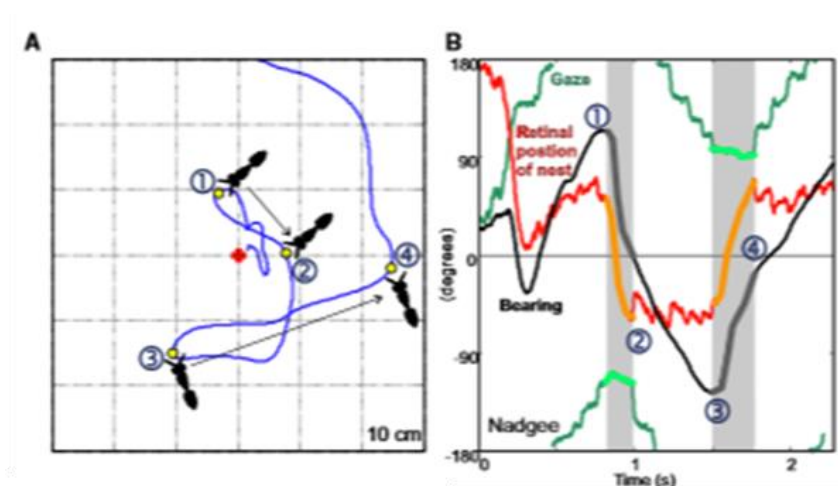 A
①
②
③
④
10 cm
B
180
90
0
-90
-180
(degrees)
Gaze
Retinal
postion
of nest
Bearing
Nadgee
①
②
③
④
0
1
2
Time (s)